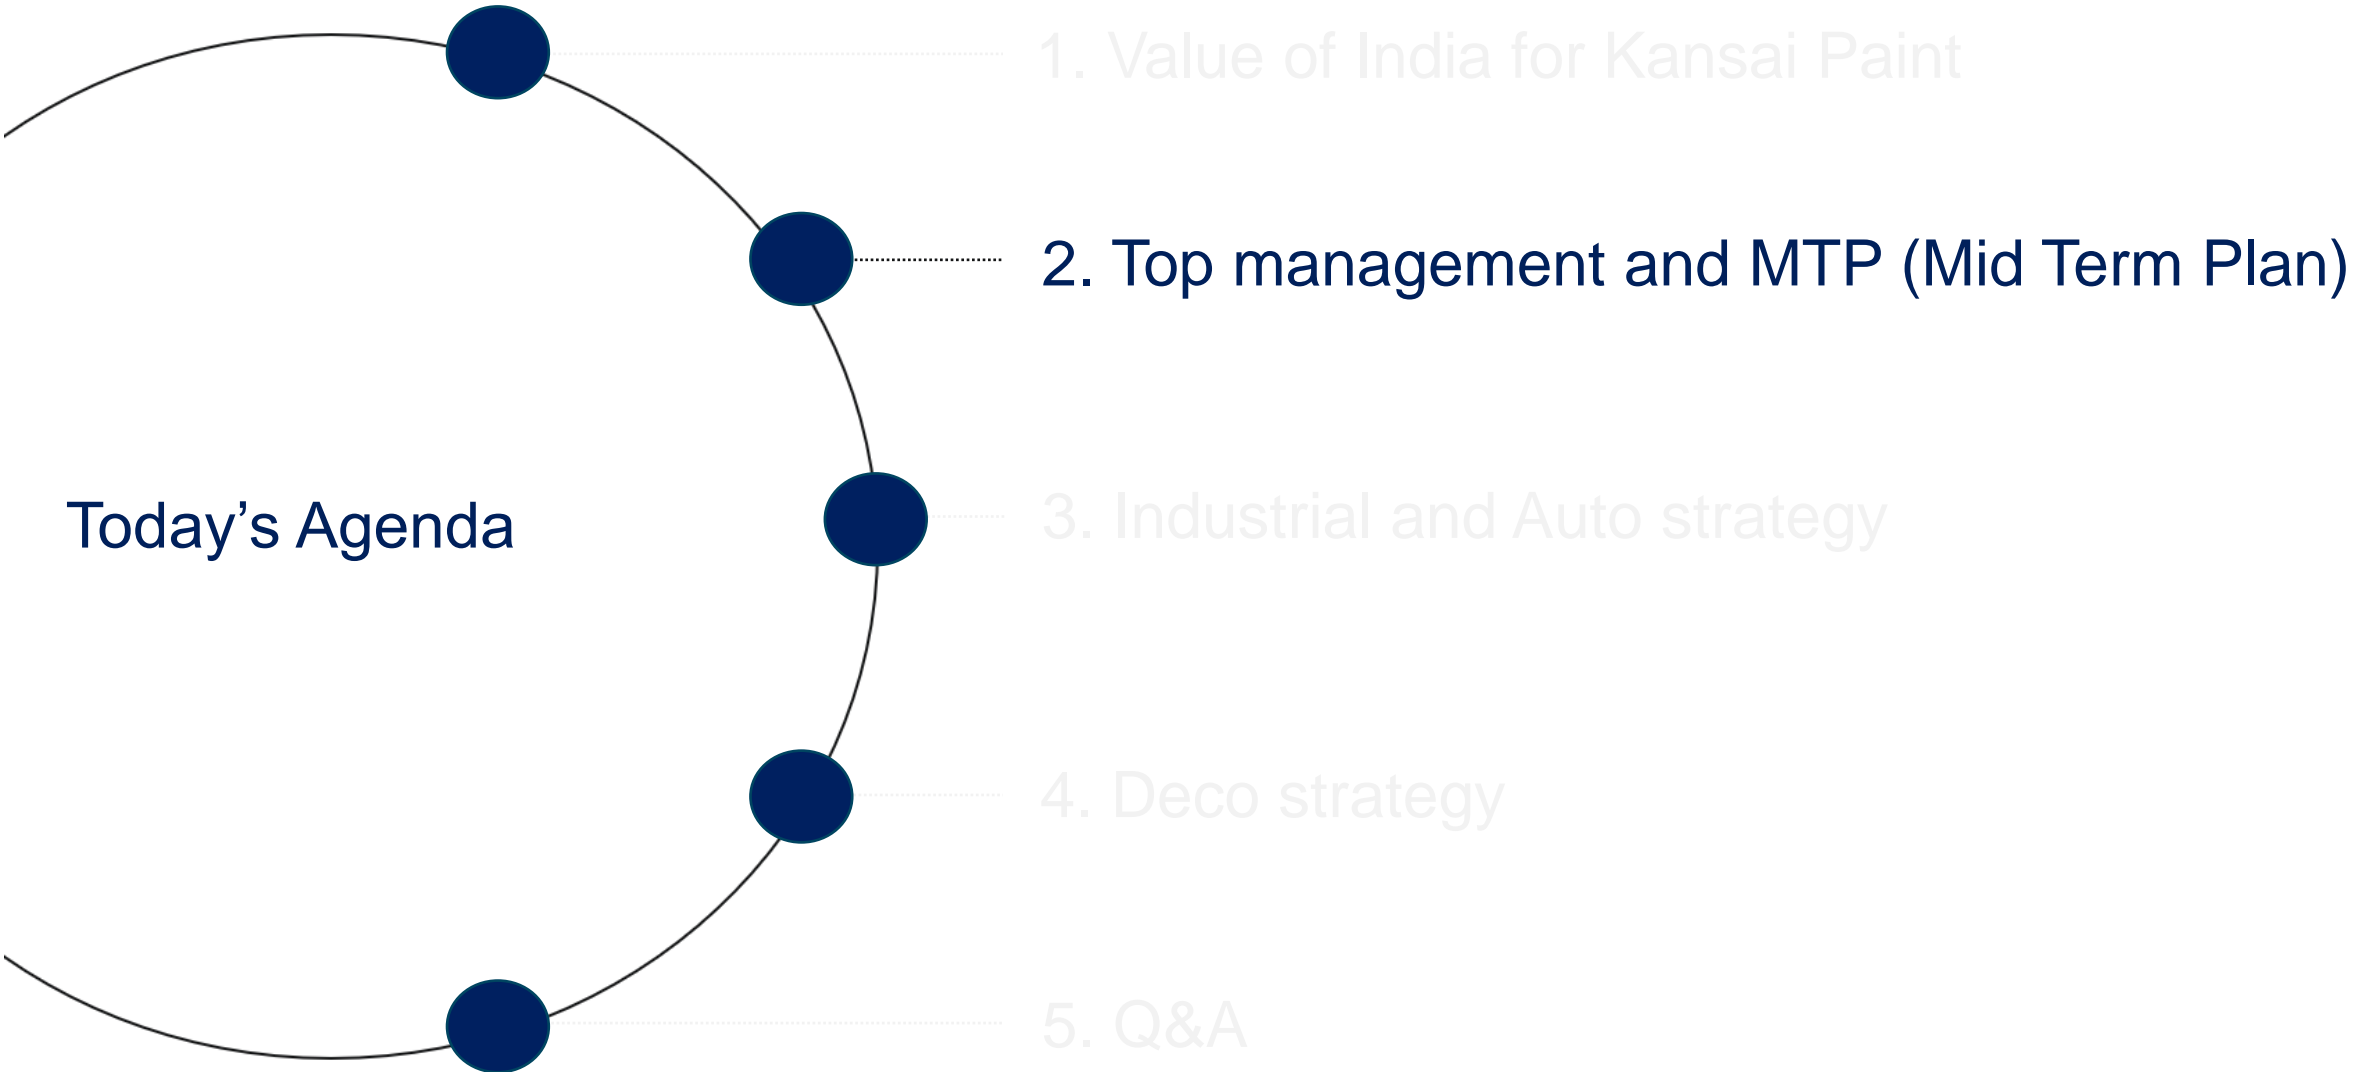 1. Value of India for Kansai Paint
2. Top management and MTP (Mid Term Plan)
3. Industrial and Auto strategy
Today’s Agenda
4. Deco strategy
5. Q&A